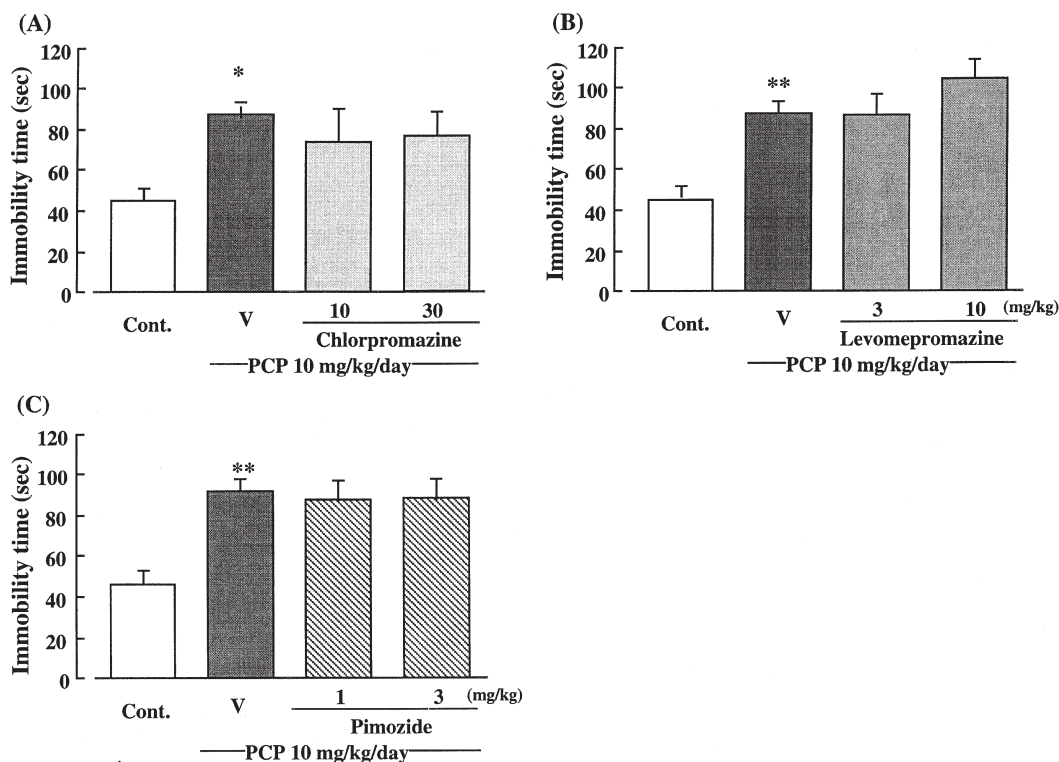 (A)
Immobility time (sec)
120
100
80
60
40
20
0
*
Cont.
V
10 30
Chlorpromazine
PCP 10 mg/kg/day
(B)
Immobility time (sec)
120
100
80
60
40
20
0
**
Cont.
V
3 10 (mg/kg)
Levomepromazine
PCP 10 mg/kg/day
(C)
Immobility time (sec)
120
100
80
60
40
20
0
**
Cont.
V
1 3 (mg/kg)
Pimozide
PCP 10 mg/kg/day